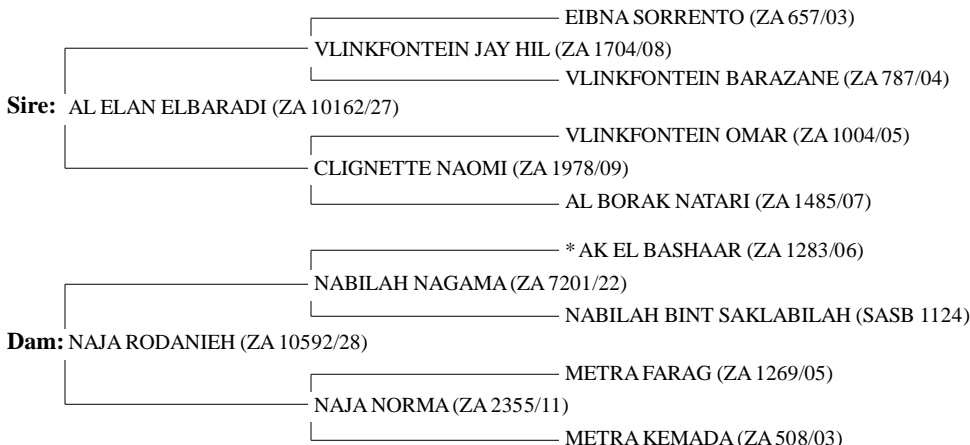 EIBNA SORRENTO (ZA 657/03)
VLINKFONTEIN JAY HIL (ZA 1704/08)
VLINKFONTEIN BARAZANE (ZA 787/04)
Sire: AL ELAN ELBARADI (ZA 10162/27)
VLINKFONTEIN OMAR (ZA 1004/05)
CLIGNETTE NAOMI (ZA 1978/09)
AL BORAK NATARI (ZA 1485/07)
* AK EL BASHAAR (ZA 1283/06)
NABILAH NAGAMA (ZA 7201/22)
NABILAH BINT SAKLABILAH (SASB 1124)
Dam: NAJA RODANIEH (ZA 10592/28)
METRA FARAG (ZA 1269/05)
NAJA NORMA (ZA 2355/11)
METRA KEMADA (ZA 508/03)